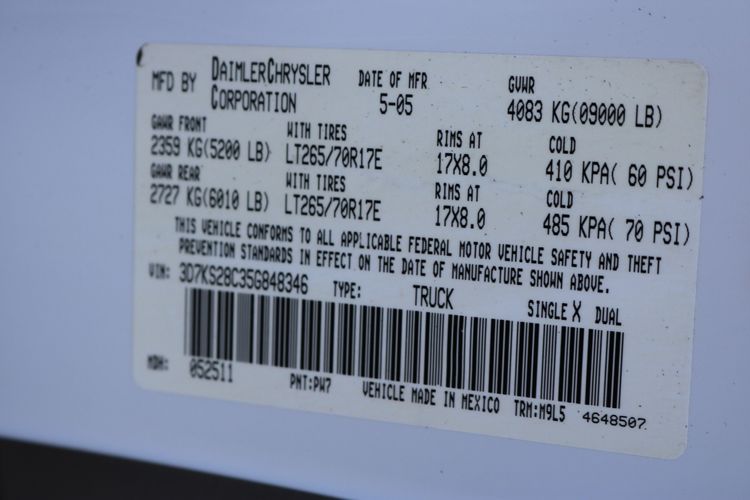 MFD BY DAIMLERCHRYSLER CORPORATION DATE OF MFR 5-05 GVWR 4083 KG(09000 LB)
GAWR FRONT WITH TIRES RIMS AT COLD
2359 KG(5200 LB) LT265/70R17E 17X8.0 410 KPA( 60 PSI)
GAWR REAR WITH TIRES RIMS AT COLD
2727 KG(6010 LB) LT265/70R17E 17X8.0 485 KPA( 70 PSI)
THIS VEHICLE CONFORMS TO ALL APPLICABLE FEDERAL MOTOR VEHICLE SAFETY AND THEFT
PREVENTION STANDARDS IN EFFECT ON THE DATE OF MANUFACTURE SHOWN ABOVE.
VIN: 3D7KS28C35G848346 TYPE: TRUCK SINGLE X DUAL
MDH: 052511 PNT:PW7 VEHICLE MADE IN MEXICO TRM:M9L5 4648507